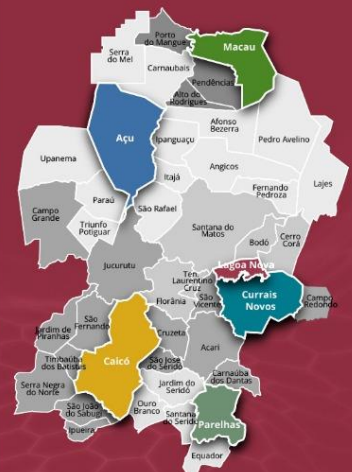 Porto
do Mangue
Macau
Serra
do Mel
Carnaubais
Pendências
Alto do
Rodrigues
Açu
Ipanguaçu
Afonso
Bezerra
Pedro Avelino
Upanema
Itajá
Angicos
Fernando
Pedroza
Lajes
Paraú
São Rafael
Campo
Grande
Triunfo
Potiguar
Santana do
Matos
Bodó
Cerro
Corá
Jucurutu
Lagoa Nova
Ten.
Laurentino
Cruz
Florânia
São
Vicente
Currais
Novos
Campo
Redondo
São
Fernando
Jardim de
Piranhas
Cruzeta
Acari
Timbaúba
dos Batistas
Caicó
São José
do Seridó
Carnaúba
dos Dantas
Serra Negra
do Norte
Jardim do
Seridó
São João
do Sabugi
Ouro
Branco
Santana
do Seridó
Parelhas
Ipueira
Equador